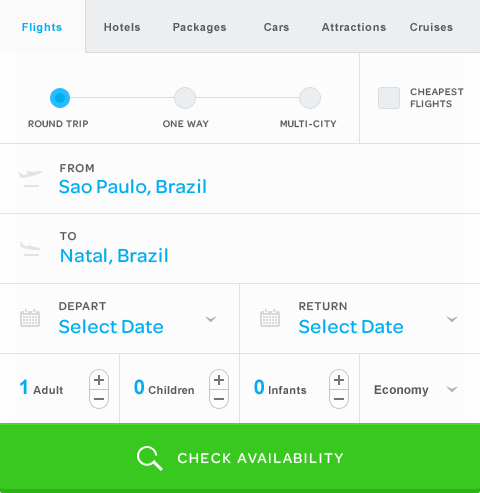 Flights Hotels Packages Cars Attractions Cruises
CHEAPEST
FLIGHTS
ROUND TRIP ONE WAY MULTI-CITY
FROM
Sao Paulo, Brazil
TO
Natal, Brazil
DEPART RETURN
Select Date Select Date
1 Adult + − 0 Children + − 0 Infants + − Economy
CHECK AVAILABILITY